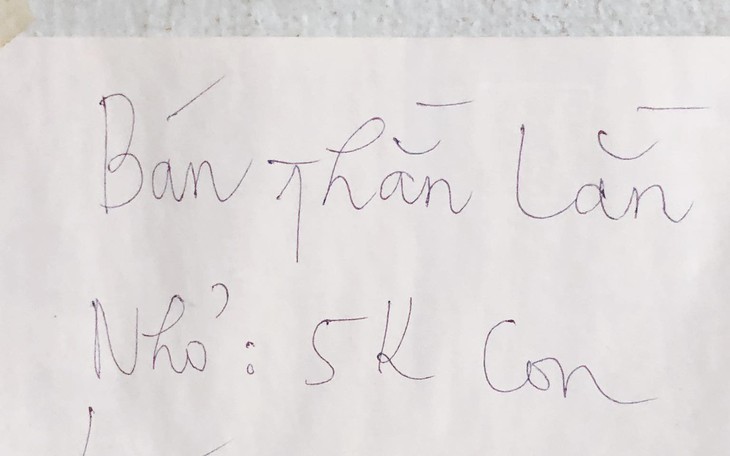 Bán Thằn Lằn
Nhỏ: 5K Con